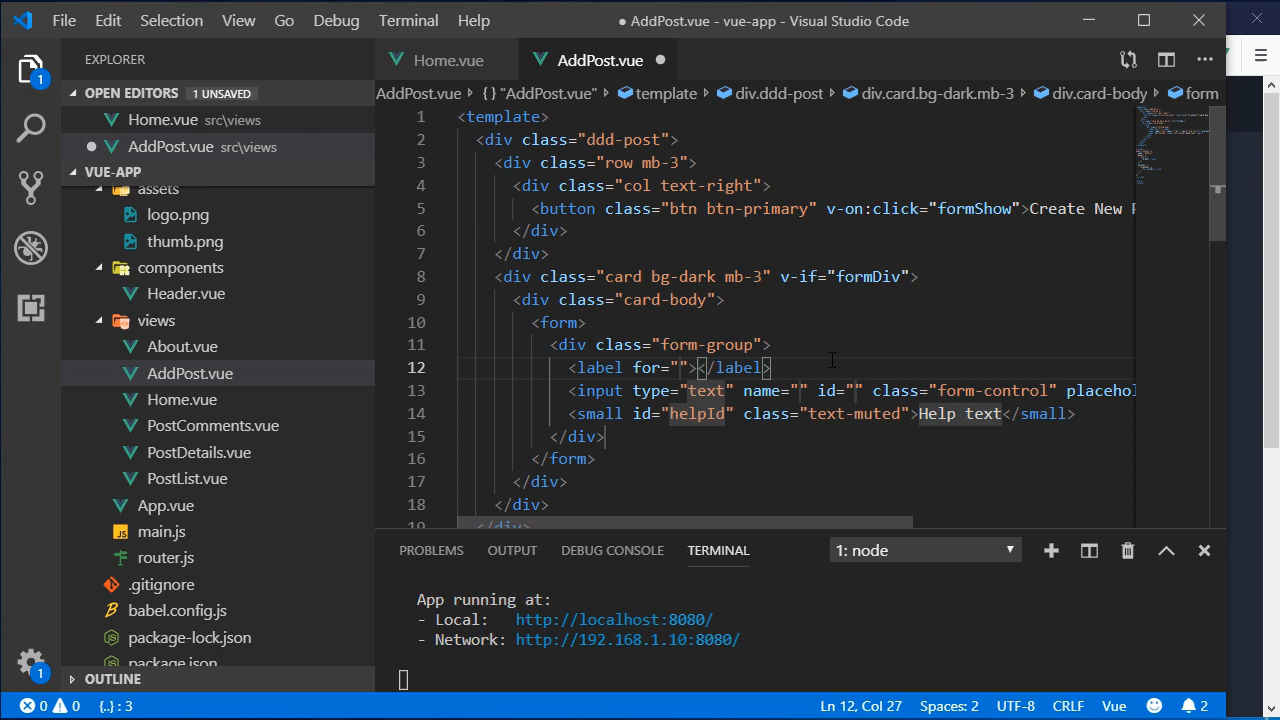 File Edit Selection View Go Debug Terminal Help
● AddPost.vue - vue-app - Visual Studio Code
EXPLORER
Home.vue
AddPost.vue
OPEN EDITORS 1 UNSAVED
AddPost.vue { } "AddPost.vue" template div.ddd-post div.card.bg-dark.mb-3 div.card-body form
Home.vue src\views
AddPost.vue src\views
VUE-APP
assets
logo.png
thumb.png
components
Header.vue
views
About.vue
AddPost.vue
Home.vue
PostComments.vue
PostDetails.vue
PostList.vue
App.vue
main.js
router.js
.gitignore
babel.config.js
package-lock.json
package.json
OUTLINE
1 <template>
2 <div class="ddd-post">
3 <div class="row mb-3">
4 <div class="col text-right">
5 <button class="btn btn-primary" v-on:click="formShow">Create New
6 </div>
7 </div>
8 <div class="card bg-dark mb-3" v-if="formDiv">
9 <div class="card-body">
10 <form>
11 <div class="form-group">
12 <label for=""></label>
13 <input type="text" name="" id="" class="form-control" placehol
14 <small id="helpId" class="text-muted">Help text</small>
15 </div>
16 </form>
17 </div>
18 </div>
19 </div>
PROBLEMS OUTPUT DEBUG CONSOLE TERMINAL 1: node
App running at:
- Local: http://localhost:8080/
- Network: http://192.168.1.10:8080/
1
1
0 0 {..} : 3
Ln 12, Col 27 Spaces: 2 UTF-8 CRLF Vue 2